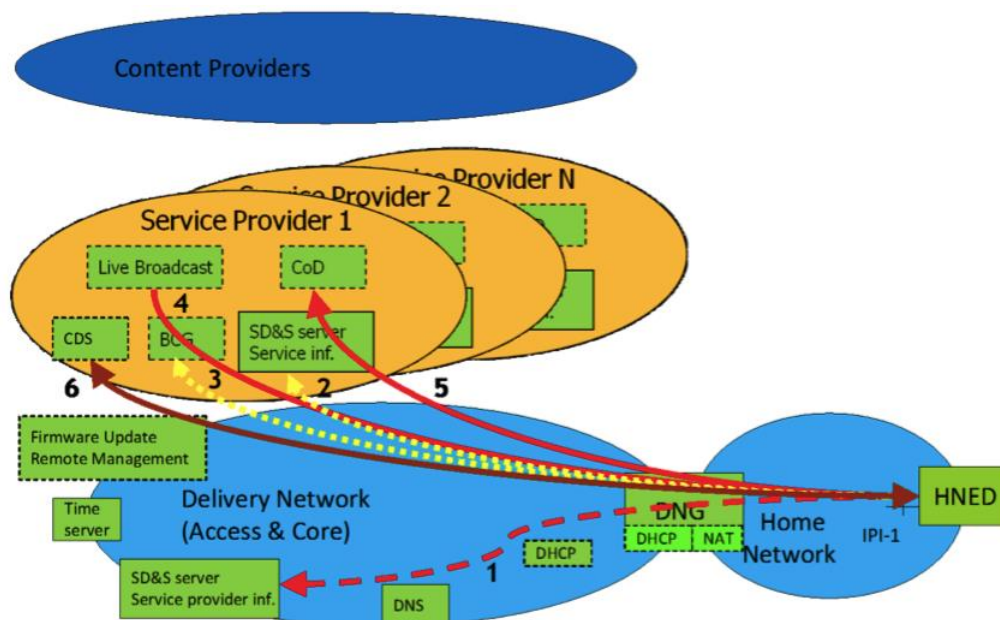 Content Providers
Provider N
Service Provider 2
Service Provider 1
Live Broadcast
CoD
4
CDS
BCG
SD&S server
Service inf.
3
2
5
6
Firmware Update
Remote Management
Delivery Network
(Access & Core)
Time
server
DNG
DHCP
NAT
Home
Network
IPI-1
HNED
DHCP
1
SD&S server
Service provider inf.
DNS